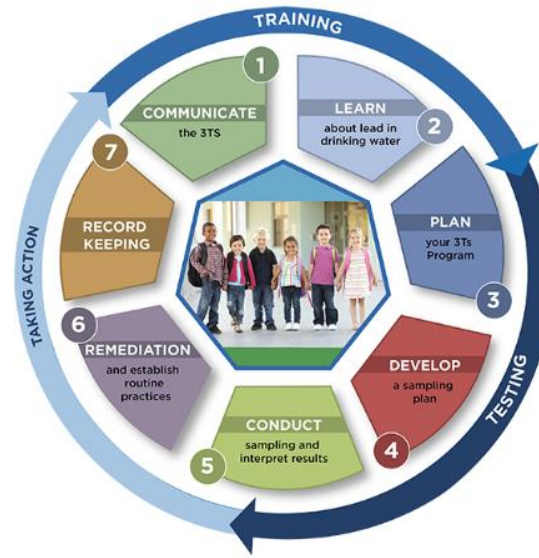 TRAINING
1
COMMUNICATE
the 3TS
LEARN
about lead in
drinking water
2
PLAN
your 3Ts
Program
3
TESTING
DEVELOP
a sampling
plan
4
CONDUCT
sampling and
interpret results
5
REMEDIATION
and establish
routine
practices
6
RECORD
KEEPING
7
TAKING ACTION